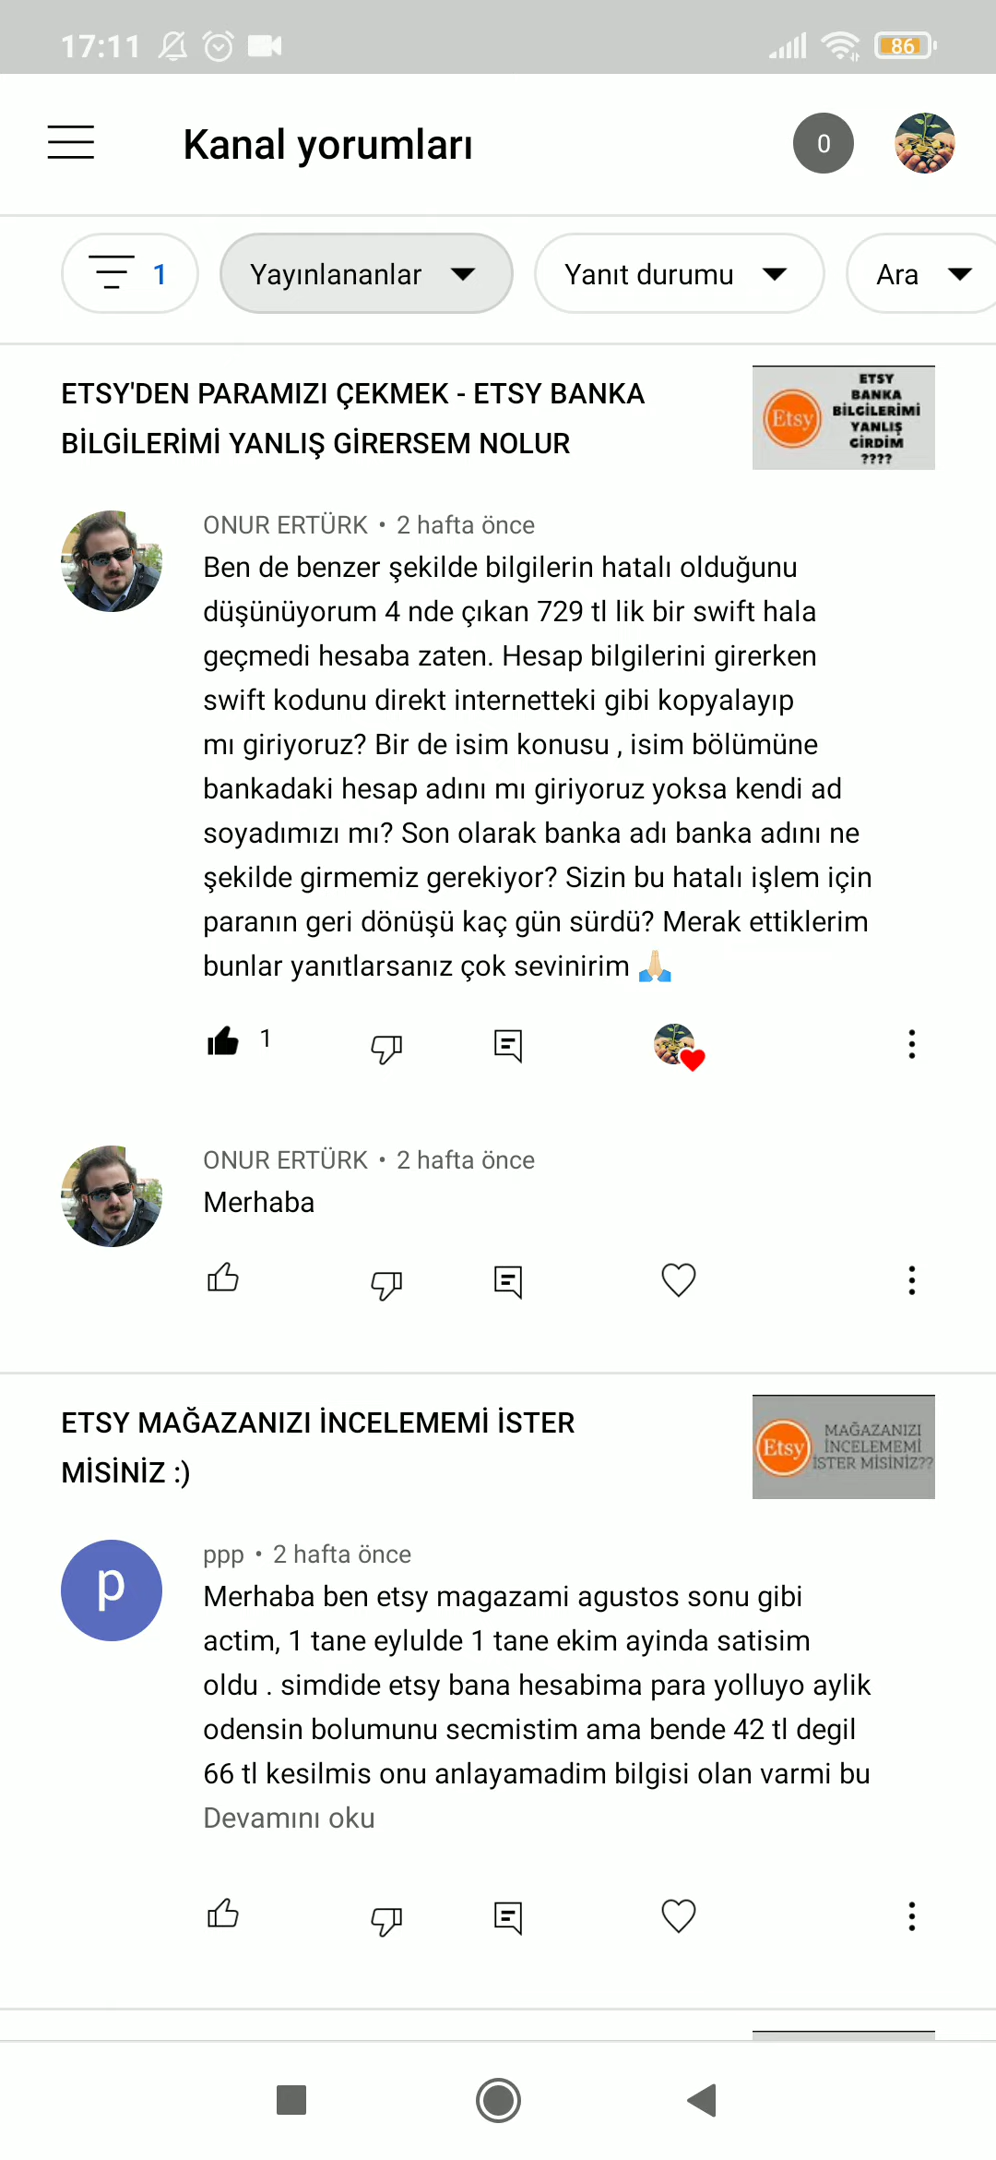 17:11
86
Kanal yorumları
0
1
Yayınlananlar
Yanıt durumu
Ara
ETSY'DEN PARAMIZI ÇEKMEK - ETSY BANKA
BİLGİLERİMİ YANLIŞ GİRERSEM NOLUR
Etsy
ETSY
BANKA
BİLGİLERİMİ
YANLIŞ
GİRDİM
????
ONUR ERTÜRK • 2 hafta önce
Ben de benzer şekilde bilgilerin hatalı olduğunu
düşünüyorum 4 nde çıkan 729 tl lik bir swift hala
geçmedi hesaba zaten. Hesap bilgilerini girerken
swift kodunu direkt internetteki gibi kopyalayıp
mı giriyoruz? Bir de isim konusu , isim bölümüne
bankadaki hesap adını mı giriyoruz yoksa kendi ad
soyadımızı mı? Son olarak banka adı banka adını ne
şekilde girmemiz gerekiyor? Sizin bu hatalı işlem için
paranın geri dönüşü kaç gün sürdü? Merak ettiklerim
bunlar yanıtlarsanız çok sevinirim 🙏🏻
1
ONUR ERTÜRK • 2 hafta önce
Merhaba
ETSY MAĞAZANIZI İNCELEMEMİ İSTER
MİSİNİZ :)
Etsy
MAĞAZANIZI
İNCELEMEMİ
İSTER MİSİNİZ??
p
ppp • 2 hafta önce
Merhaba ben etsy magazami agustos sonu gibi
actim, 1 tane eylulde 1 tane ekim ayinda satisim
oldu . simdide etsy bana hesabima para yolluyo aylik
odensin bolumunu secmistim ama bende 42 tl degil
66 tl kesilmis onu anlayamadim bilgisi olan varmi bu
Devamını oku